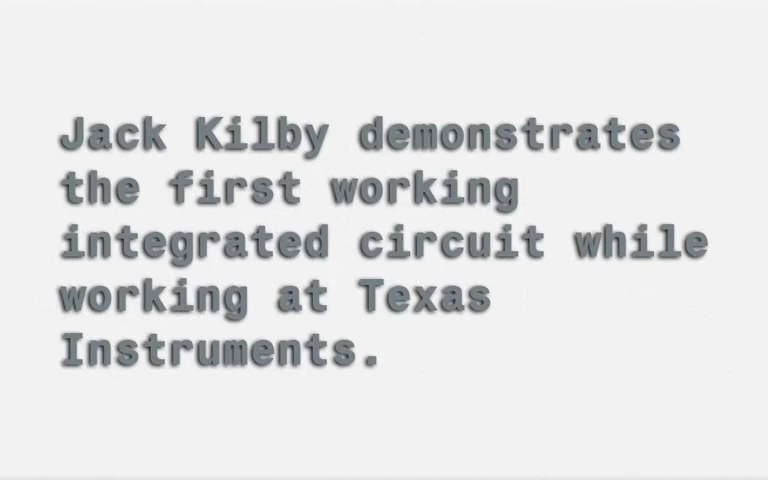 Jack Kilby demonstrates
the first working
integrated circuit while
working at Texas
Instruments.